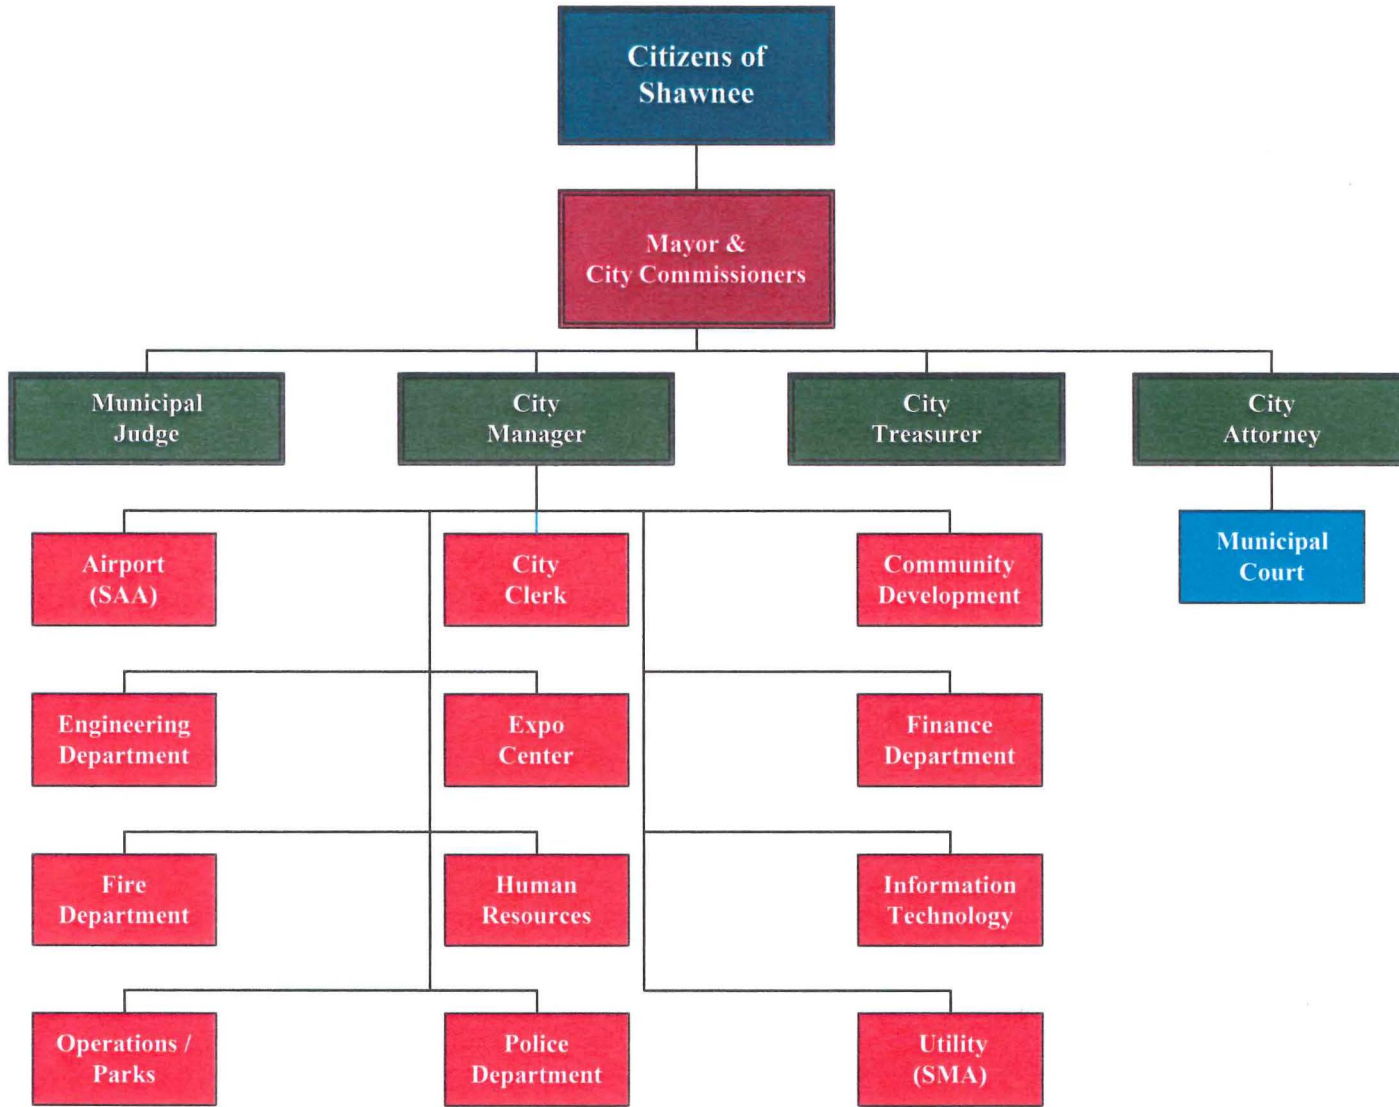 Citizens of
Shawnee
Mayor &
City Commissioners
Municipal
Judge
City
Manager
City
Treasurer
City
Attorney
Airport
(SAA)
City
Clerk
Community
Development
Municipal
Court
Engineering
Department
Expo
Center
Finance
Department
Fire
Department
Human
Resources
Information
Technology
Operations /
Parks
Police
Department
Utility
(SMA)